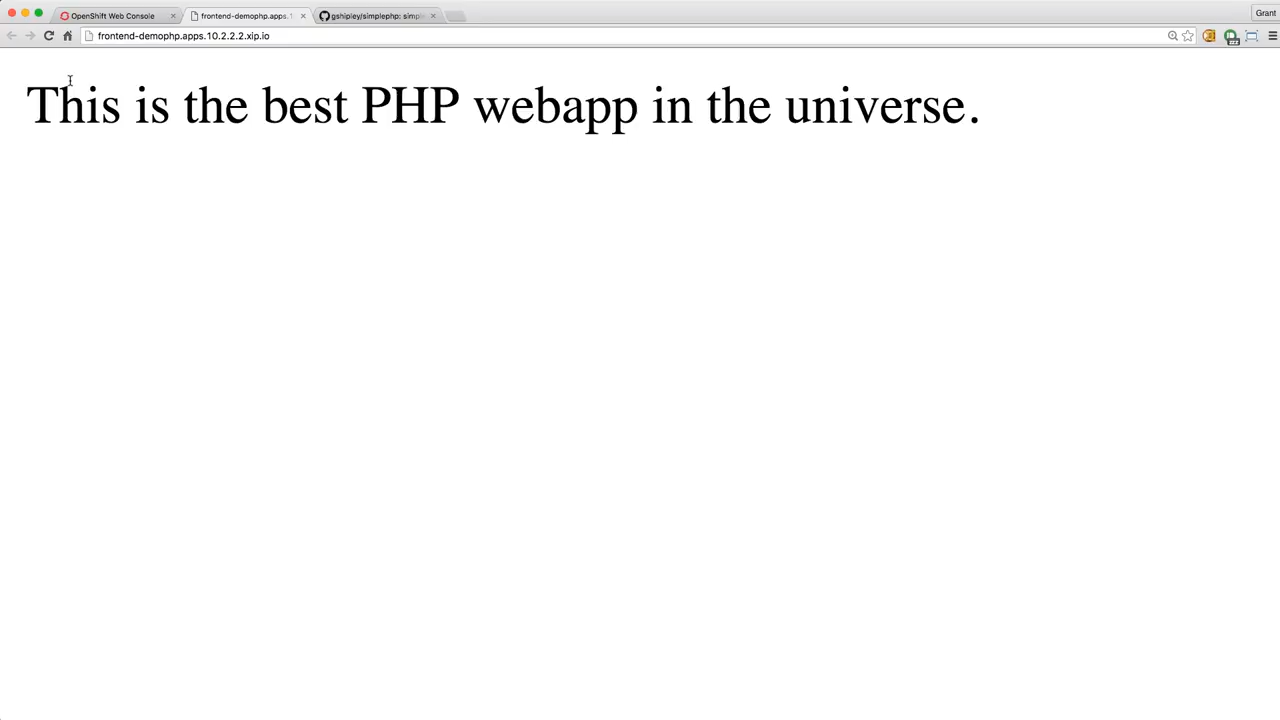 OpenShift Web Console
frontend-demophp.apps.1
gshipley/simplephp: simple
Grant
frontend-demophp.apps.10.2.2.2.xip.io
This is the best PHP webapp in the universe.